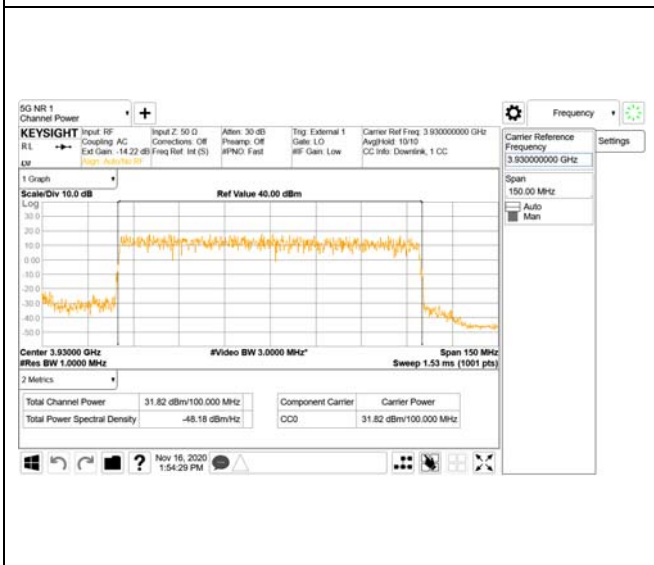 5G NR 1
Channel Power
Frequency
KEYSIGHT Input: RF Input Z: 50 Ω Atten: 30 dB Trig: External 1 Carrier Ref Freq: 3.930000000 GHz
RL Coupling: AC Corrections: Off Preamp: Off Gate: LO Avg|Hold: 10/10
Ext Gain: -14.22 dB Freq Ref: Int (S) #PNO: Fast #IF Gain: Low CC Info: Downlink, 1 CC
Align: Auto/No RF
Carrier Reference
Frequency
3.930000000 GHz
Settings
Span
150.00 MHz
Auto
Man
1 Graph
Scale/Div 10.0 dB Ref Value 40.00 dBm
Log
30.0
20.0
10.0
0.00
-10.0
-20.0
-30.0
-40.0
-50.0
Center 3.93000 GHz #Video BW 3.0000 MHz* Span 150 MHz
#Res BW 1.0000 MHz Sweep 1.53 ms (1001 pts)
2 Metrics
Total Channel Power 31.82 dBm/100.000 MHz Component Carrier Carrier Power
Total Power Spectral Density -48.18 dBm/Hz CC0 31.82 dBm/100.000 MHz
? Nov 16, 2020
1:54:29 PM